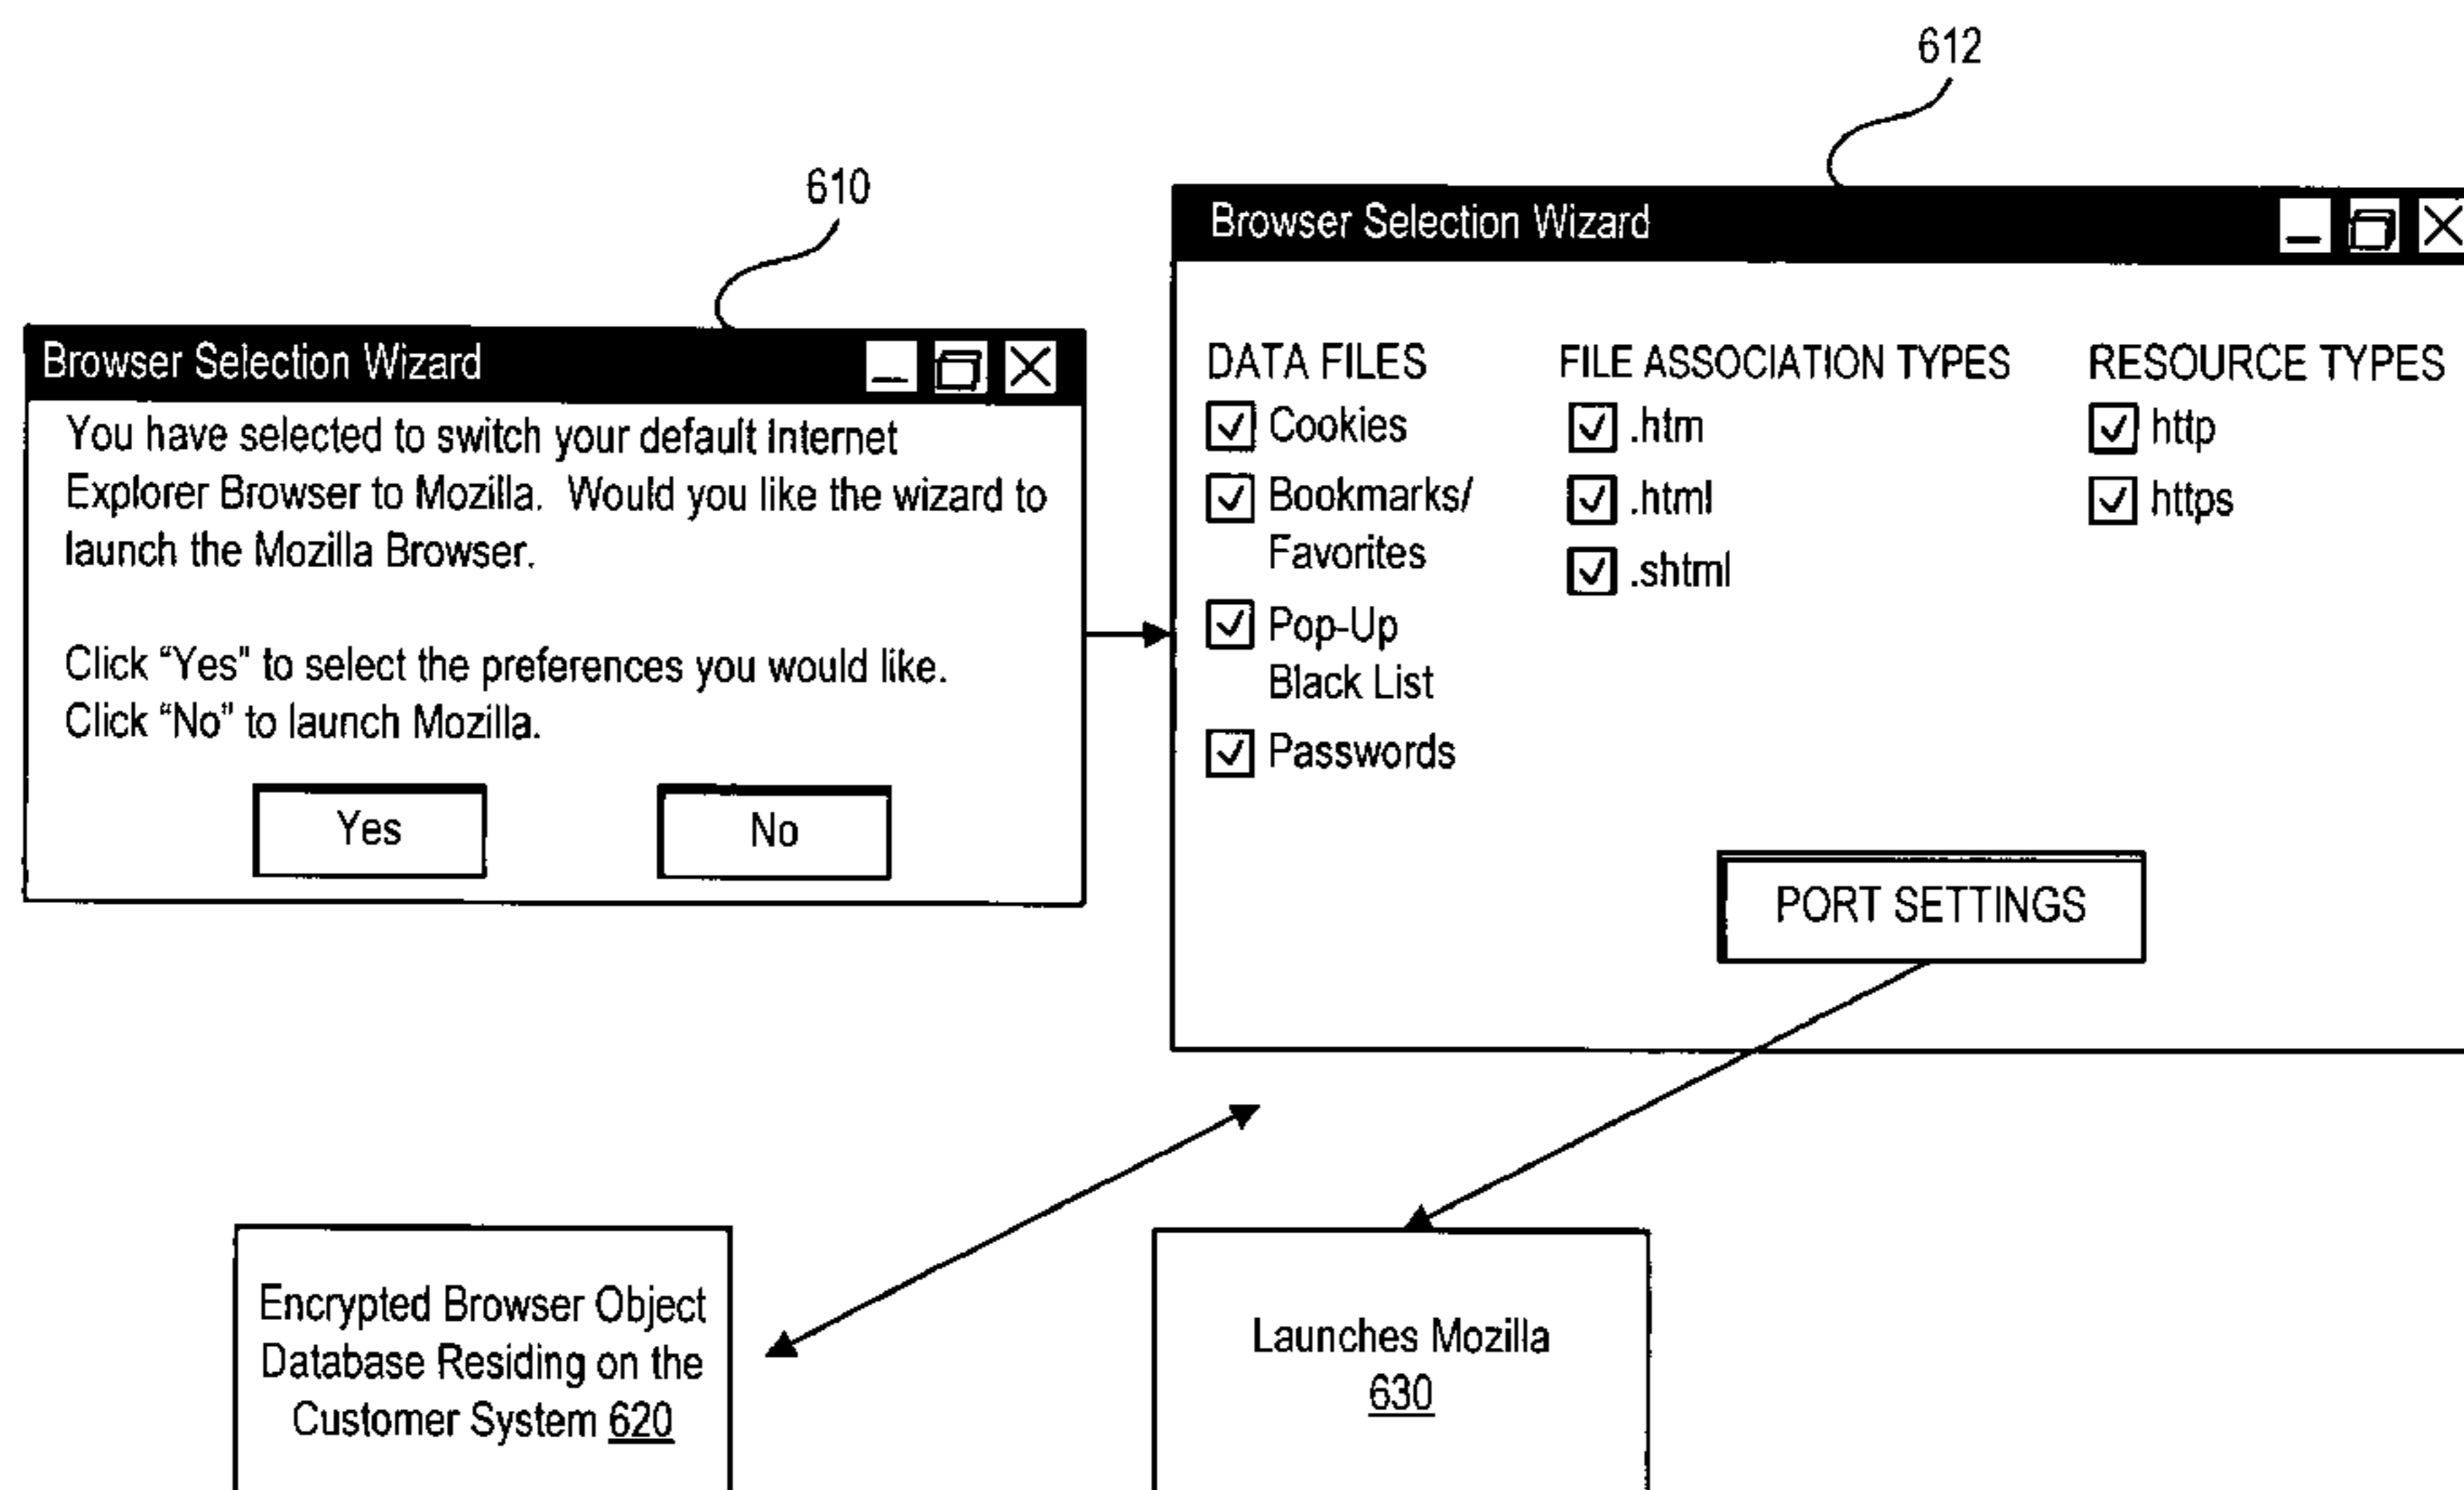 612
610
Browser Selection Wizard
You have selected to switch your default Internet
Explorer Browser to Mozilla. Would you like the wizard to
launch the Mozilla Browser.
Click “Yes” to select the preferences you would like.
Click “No” to launch Mozilla.
Yes
No
Browser Selection Wizard
DATA FILES
Cookies
Bookmarks/
Favorites
Pop-Up
Black List
Passwords
FILE ASSOCIATION TYPES
.htm
.html
.shtml
RESOURCE TYPES
http
https
PORT SETTINGS
Encrypted Browser Object
Database Residing on the
Customer System 620
Launches Mozilla
630